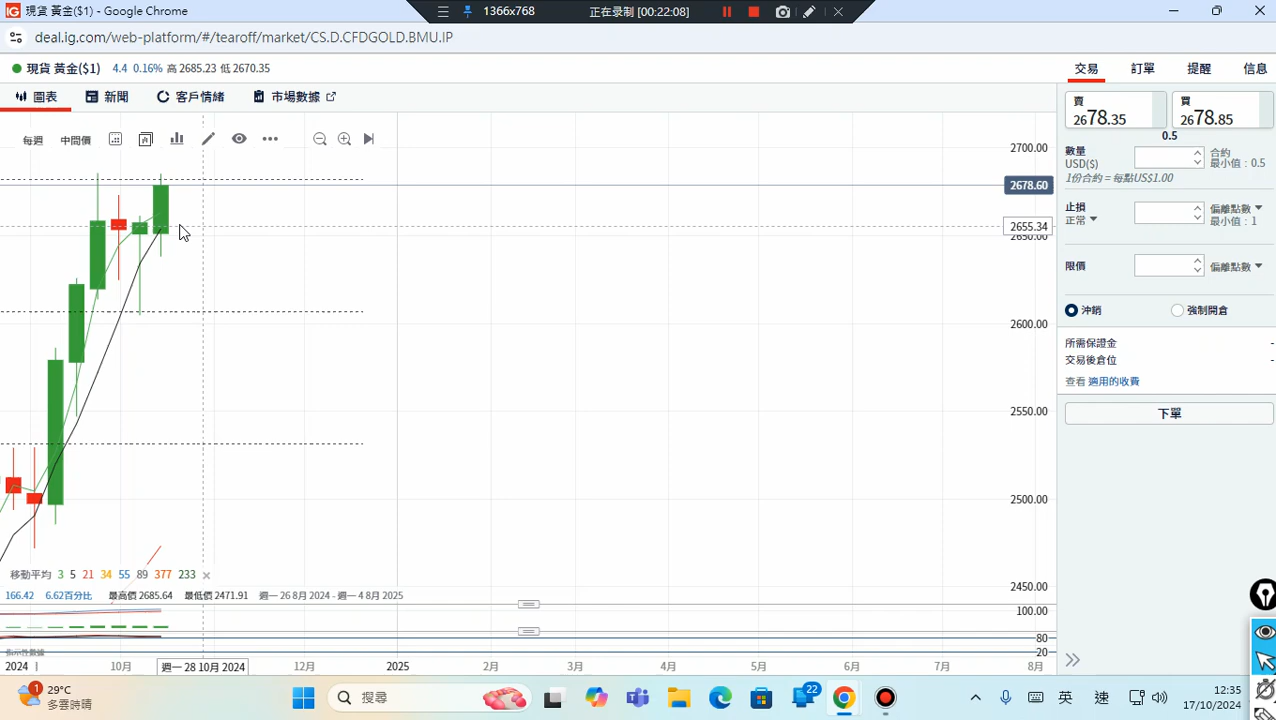 現貨 黃金($1) - Google Chrome
1366x768
正在录制 [00:22:08]
deal.ig.com/web-platform/#/tearoff/market/CS.D.CFDGOLD.BMU.IP
現貨 黃金($1) 4.4 0.16% 高 2685.23 低 2670.35
交易 訂單 提醒 信息
圖表 新聞 客戶情緒 市場數據
賣 2678.35
買 2678.85
0.5
每週 中間價
數量
USD($)
合約
最小值 : 0.5
1份合約 = 每點US$1.00
止損
正常
偏離點數
最小值 : 1
限價 偏離點數
沖銷 強制開倉
所需保證金 -
交易後倉位 -
查看 適用的收費
下單
2700.00
2678.60
2655.34
2650.00
2600.00
2550.00
2500.00
2450.00
移動平均 3 5 21 34 55 89 377 233
166.42 6.62百分比 最高價 2685.64 最低價 2471.91 週一 26 8月 2024 - 週一 4 8月 2025
100.00
80
20
指示性數據
2024 10月 週一 28 10月 2024 12月 2025 2月 3月 4月 5月 6月 7月 8月
1
29°C
多雲時晴
搜尋
22
英 速
12:35
17/10/2024